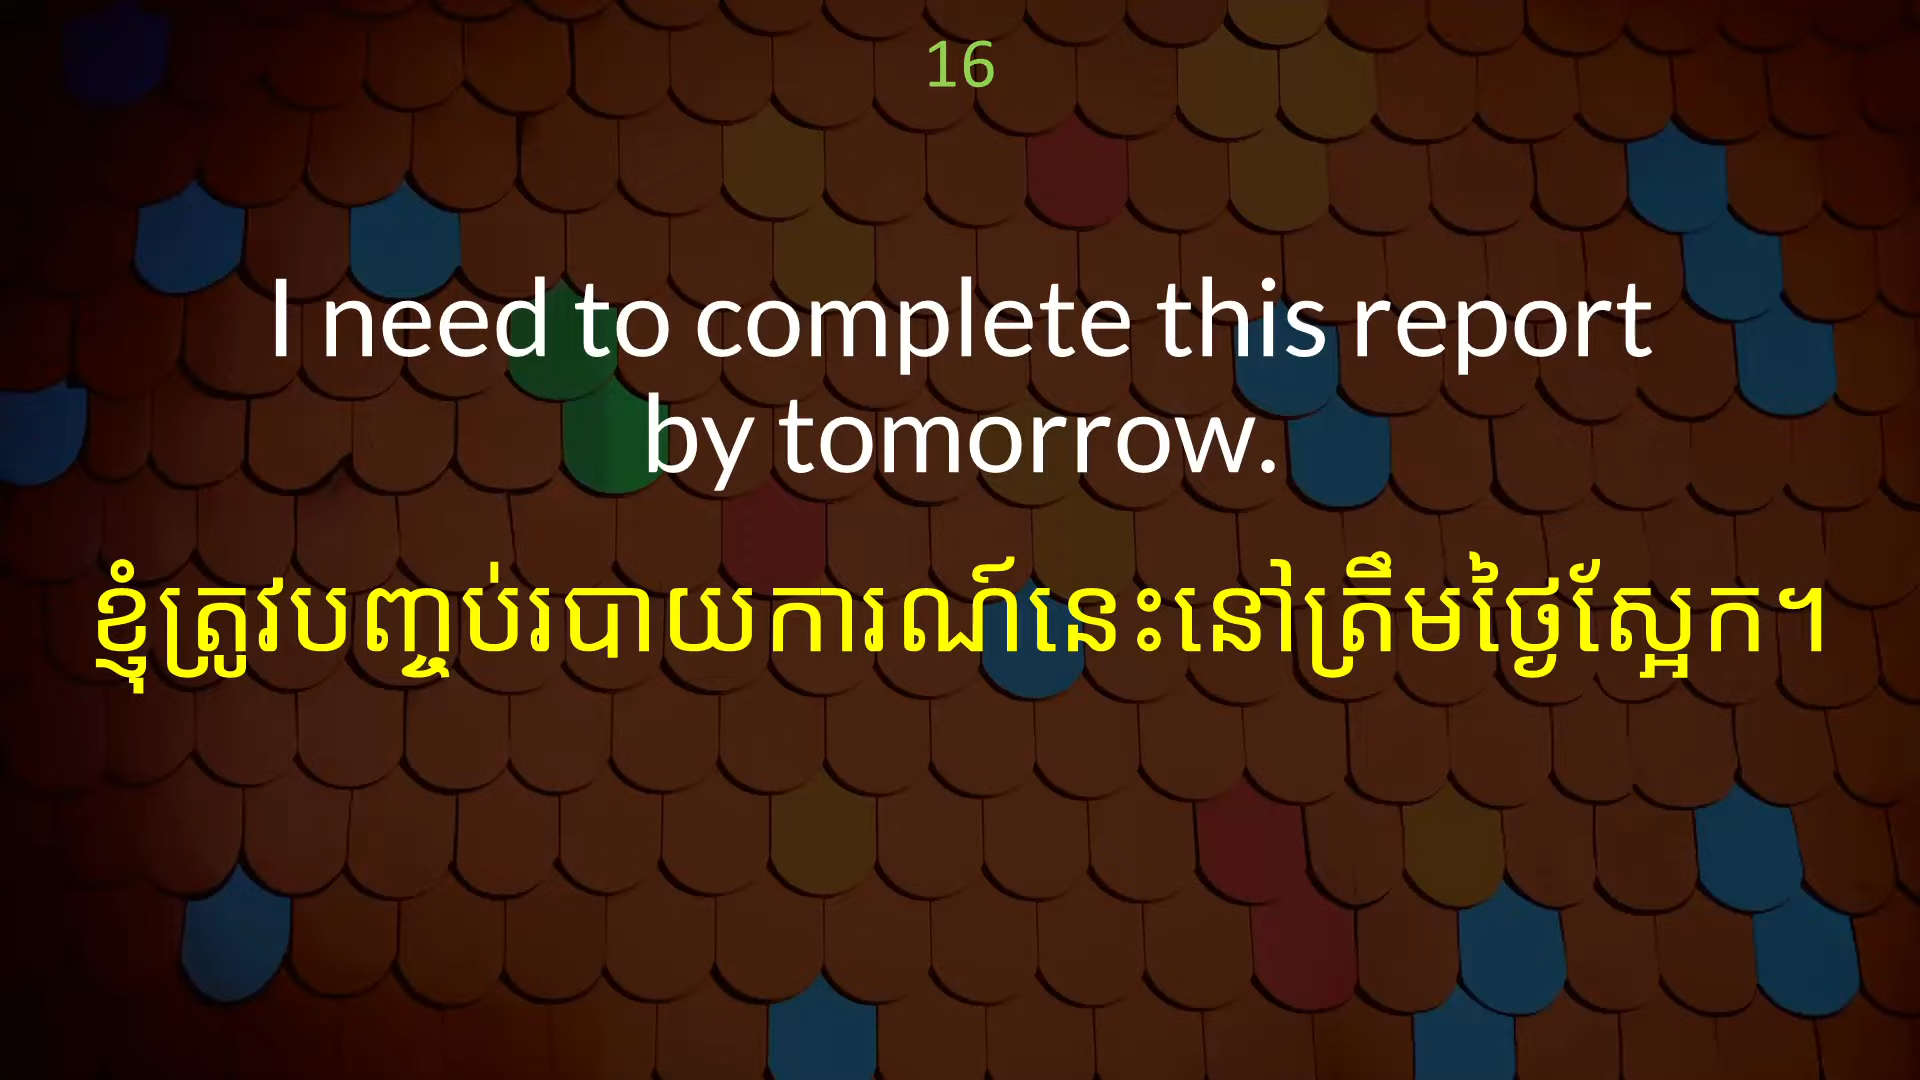 16
I need to complete this report
by tomorrow.
ខ្ញុំត្រូវបញ្ចប់របាយការណ៍នេះនៅត្រឹមថ្ងៃស្អែក។